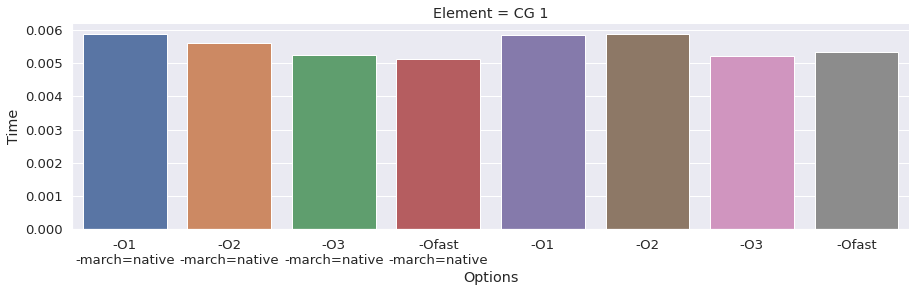 Element = CG 1
0.006
0.005
0.004
0.003
0.002
0.001
0.000
Time
-O1
-march=native
-O2
-march=native
-O3
-march=native
-Ofast
-march=native
-O1
-O2
-O3
-Ofast
Options